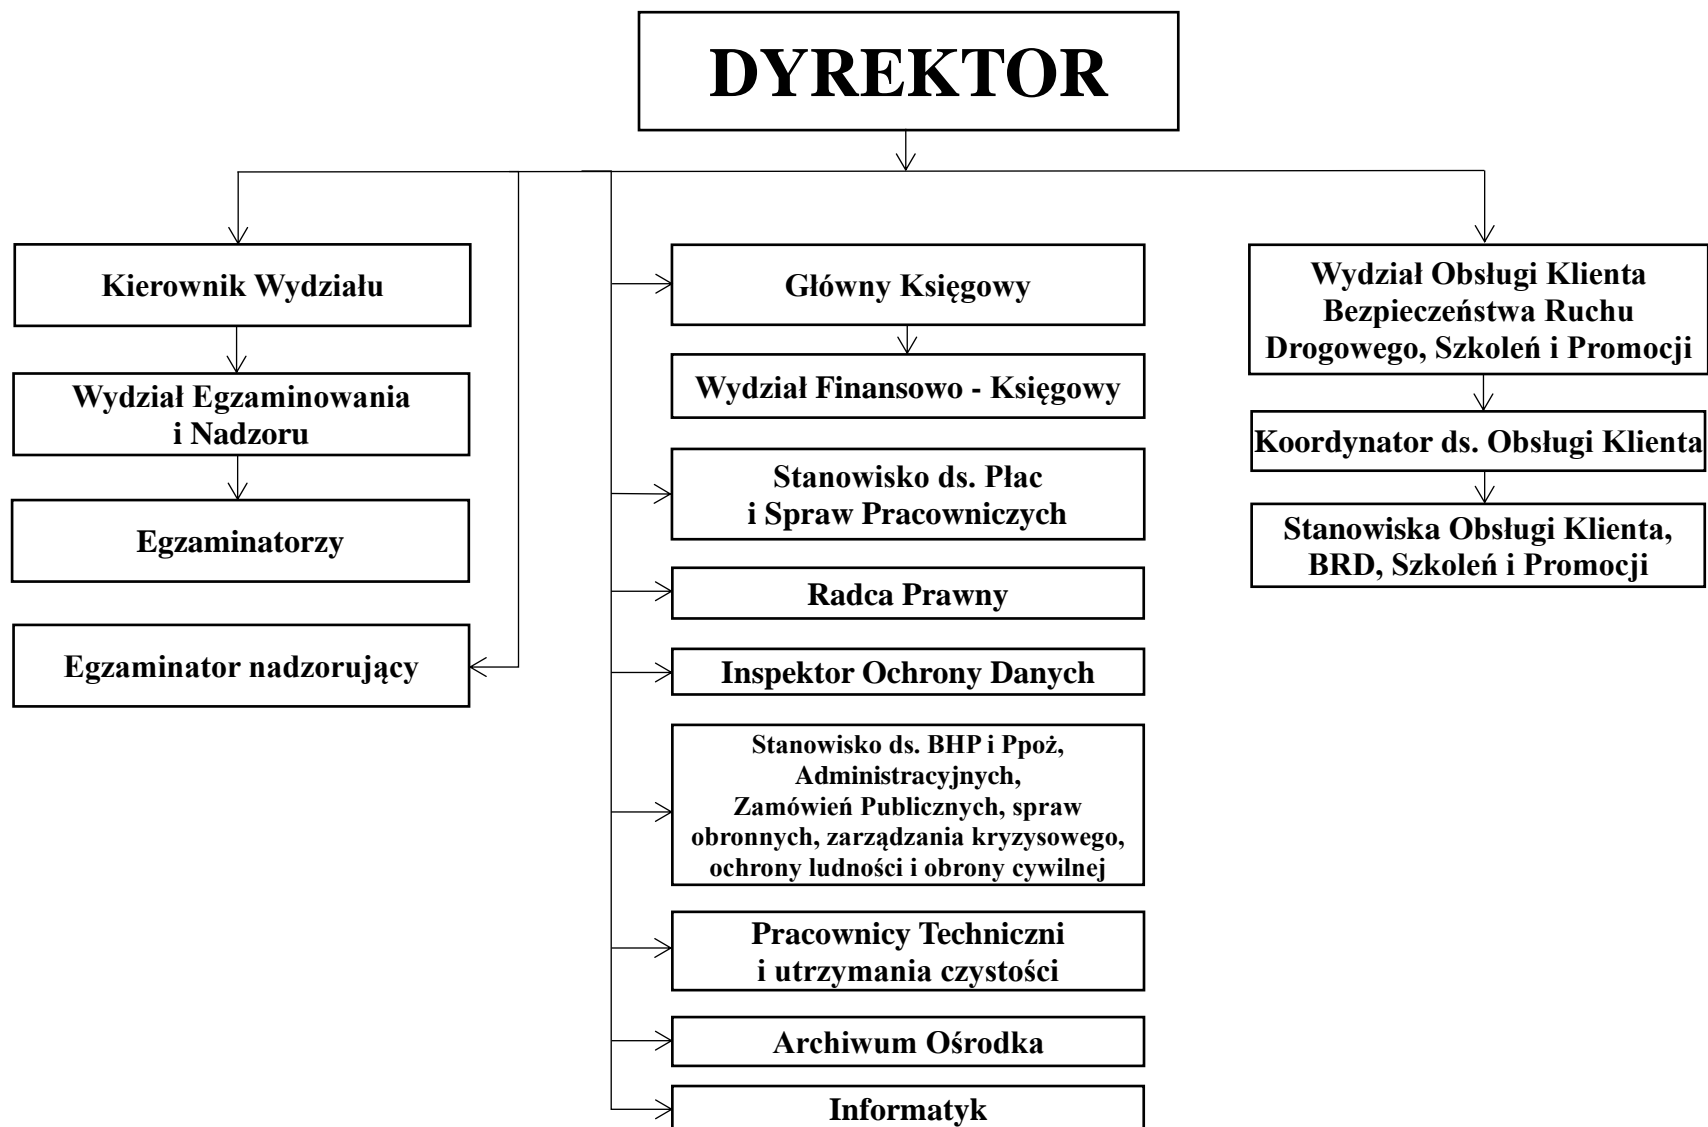 DYREKTOR
Kierownik Wydziału
Wydział Egzaminowania
i Nadzoru
Egzaminatorzy
Egzaminator nadzorujący
Główny Księgowy
Wydział Finansowo - Księgowy
Stanowisko ds. Płac
i Spraw Pracowniczych
Radca Prawny
Inspektor Ochrony Danych
Stanowisko ds. BHP i Ppoż,
Administracyjnych,
Zamówień Publicznych, spraw
obronnych, zarządzania kryzysowego,
ochrony ludności i obrony cywilnej
Pracownicy Techniczni
i utrzymania czystości
Archiwum Ośrodka
Informatyk
Wydział Obsługi Klienta
Bezpieczeństwa Ruchu
Drogowego, Szkoleń i Promocji
Koordynator ds. Obsługi Klienta
Stanowiska Obsługi Klienta,
BRD, Szkoleń i Promocji